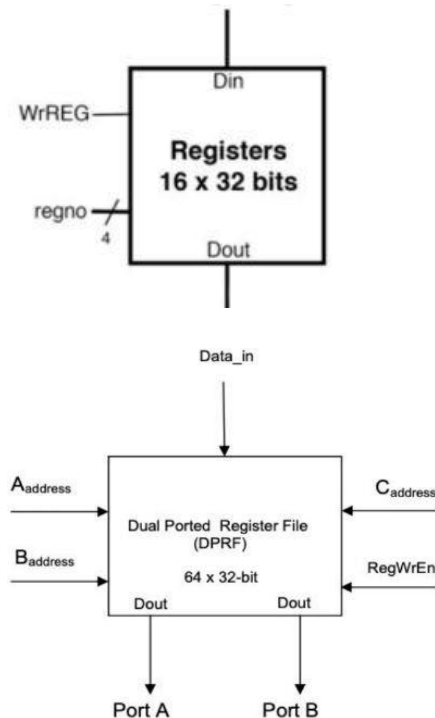 Din
WrREG
Registers
16 x 32 bits
regno
4
Dout
Data_in
Aaddress
Caddress
Dual Ported Register File
(DPRF)
Baddress
RegWrEn
64 x 32-bit
Dout Dout
Port A Port B